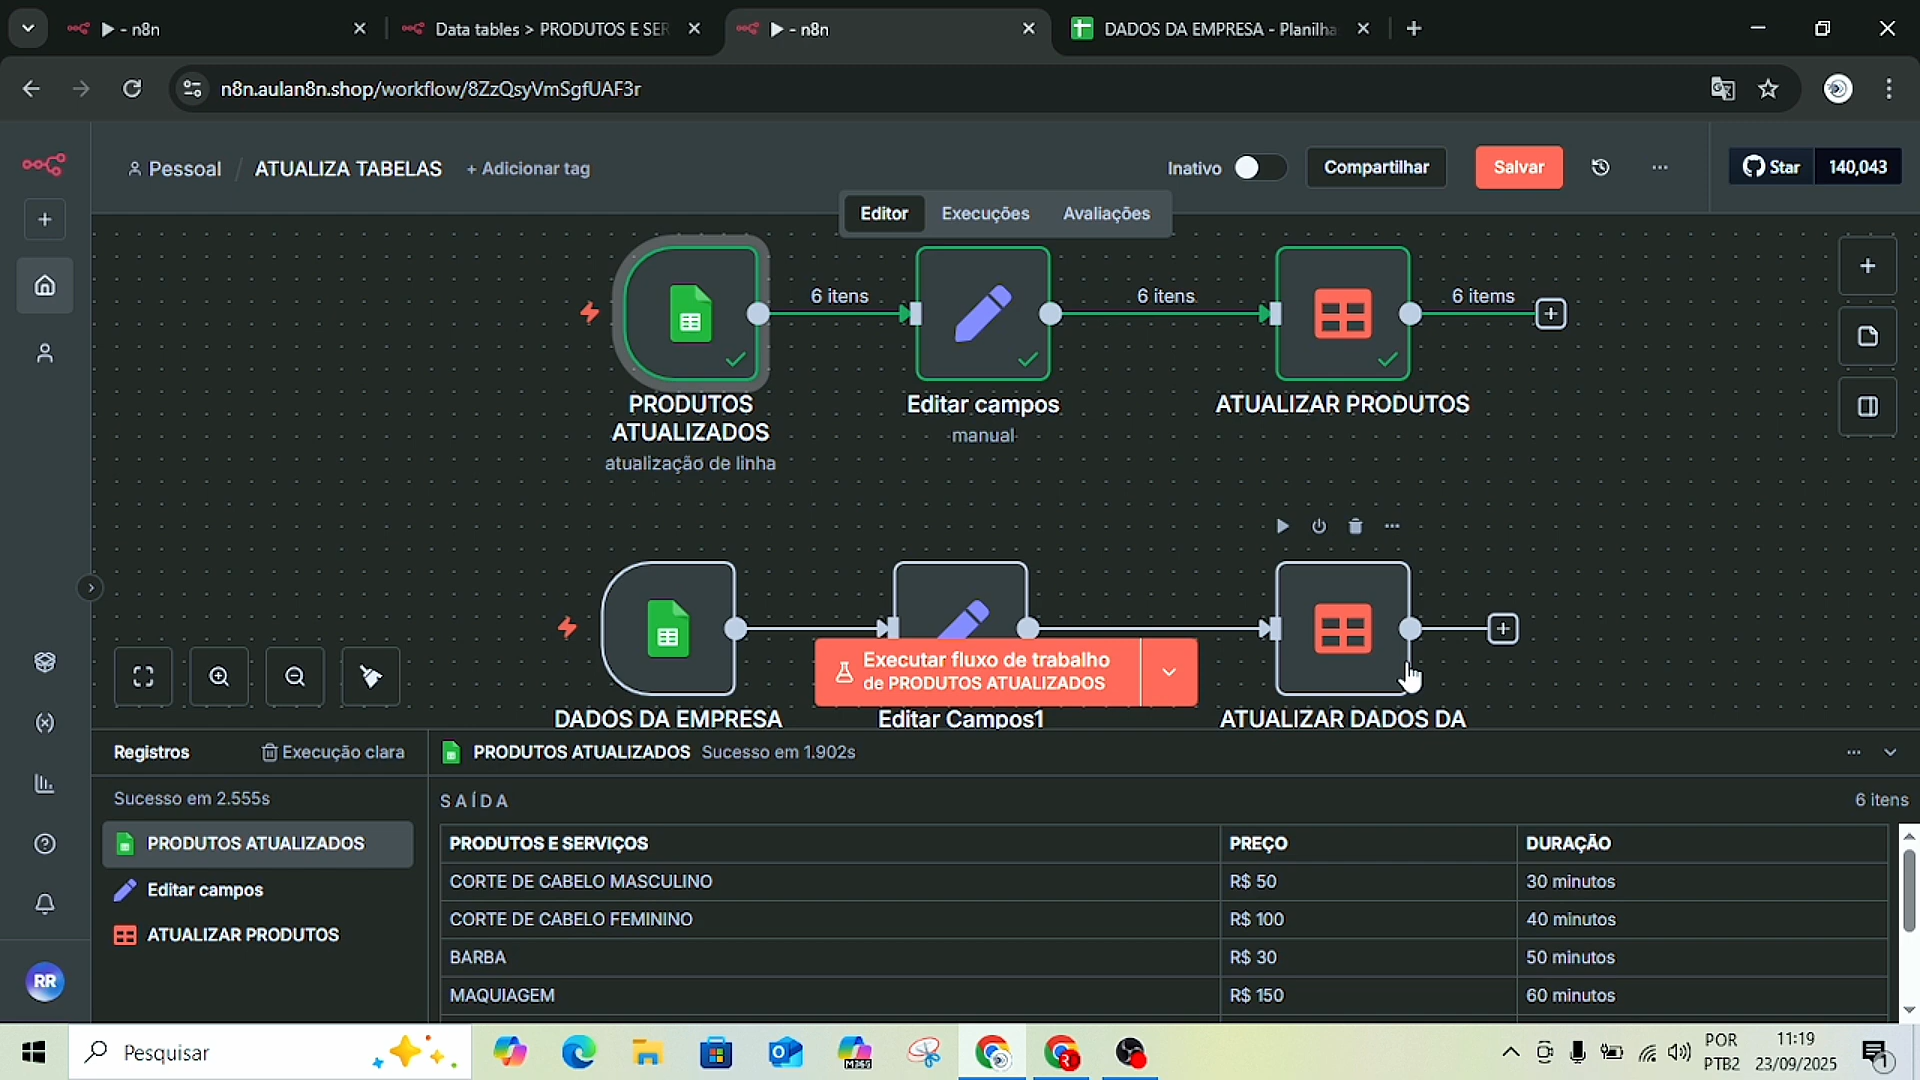 - n8n
Data tables > PRODUTOS E SER
- n8n
DADOS DA EMPRESA - Planilha
n8n.aulan8n.shop/workflow/8ZzQsyVmSgfUAF3r
Pessoal / ATUALIZA TABELAS + Adicionar tag
Inativo
Compartilhar
Salvar
Star 140,043
Editor Execuções Avaliações
6 itens
6 itens
6 items
PRODUTOS
ATUALIZADOS
atualização de linha
Editar campos
manual
ATUALIZAR PRODUTOS
Executar fluxo de trabalho
de PRODUTOS ATUALIZADOS
DADOS DA EMPRESA
Editar Campos1
ATUALIZAR DADOS DA
Registros
Execução clara
PRODUTOS ATUALIZADOS Sucesso em 1.902s
Sucesso em 2.555s
PRODUTOS ATUALIZADOS
Editar campos
ATUALIZAR PRODUTOS
SAÍDA
6 itens
PRODUTOS E SERVIÇOS PREÇO DURAÇÃO
CORTE DE CABELO MASCULINO R$ 50 30 minutos
CORTE DE CABELO FEMININO R$ 100 40 minutos
BARBA R$ 30 50 minutos
MAQUIAGEM R$ 150 60 minutos
RR
Pesquisar
M365
R
POR
PTB2
11:19
23/09/2025
1